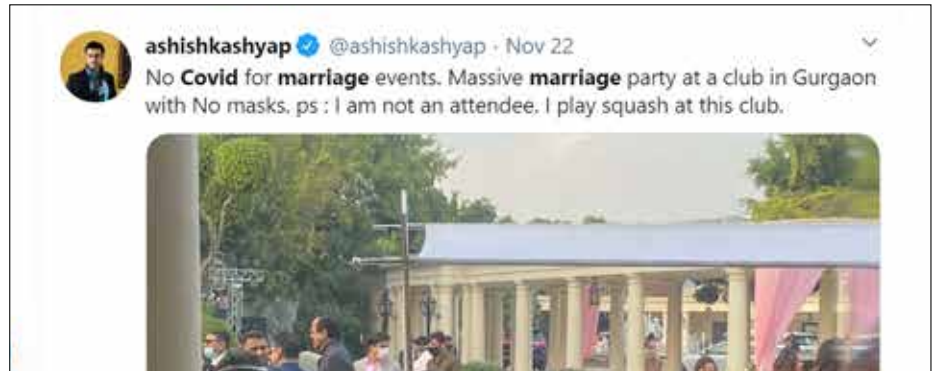 ashishkashyap @ashishkashyap · Nov 22
No Covid for marriage events. Massive marriage party at a club in Gurgaon
with No masks. ps : I am not an attendee. I play squash at this club.